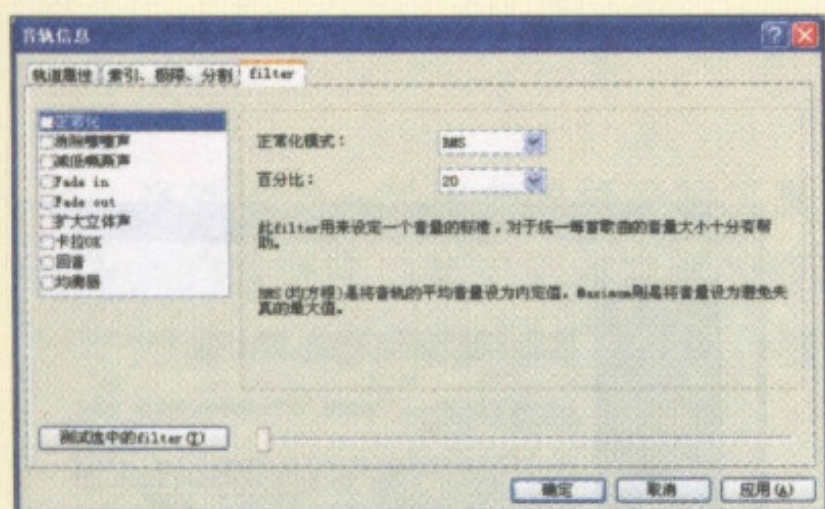 音轨信息
轨道属性 索引、极限、分割 filter
正常化
消除嘈嘈声
减低嘶嘶声
Fade in
Fade out
扩大立体声
卡拉OK
回音
均衡器
正常化模式：
RMS
百分比：
20
此filter用来设定一个音量的标准，对于统一每首歌曲的音量大小十分有帮
助。
RMS(均方根)是将音轨的平均音量设为内定值，Maximum则是将音量设为避免失
真的最大值。
测试选中的filter(T)
确定 取消 应用(A)